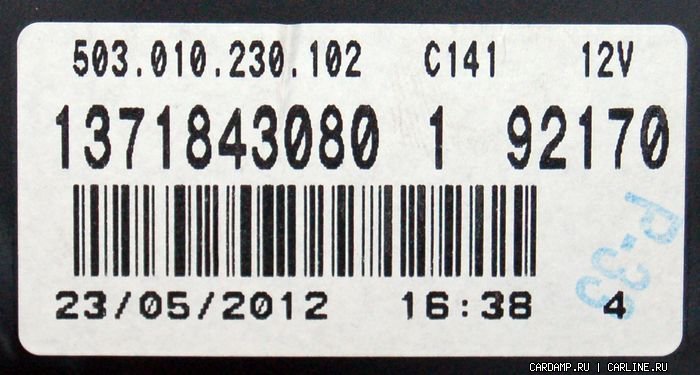 503.010.230.102 C141 12V
1371843080 1 92170
P-33
23/05/2012 16:38 4
CARDAMP.RU | CARLINE.RU